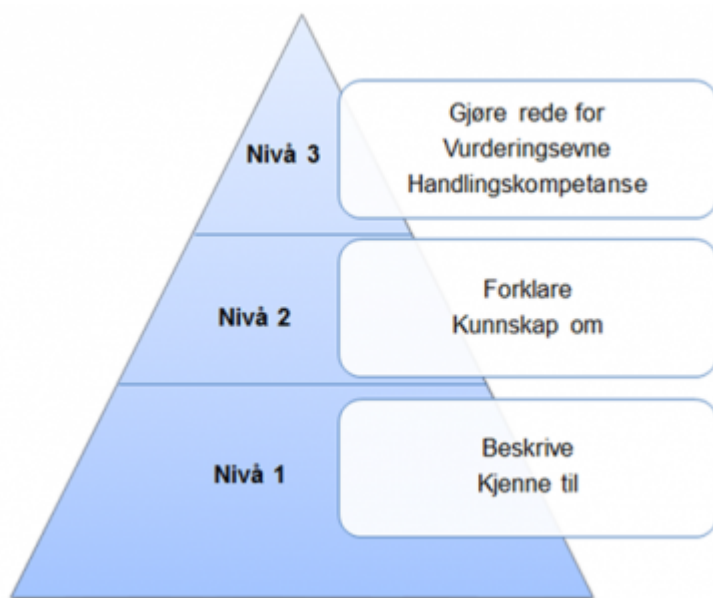 Nivå 3
Gjøre rede for
Vurderingsevne
Handlingskompetanse
Nivå 2
Forklare
Kunnskap om
Nivå 1
Beskrive
Kjenne til